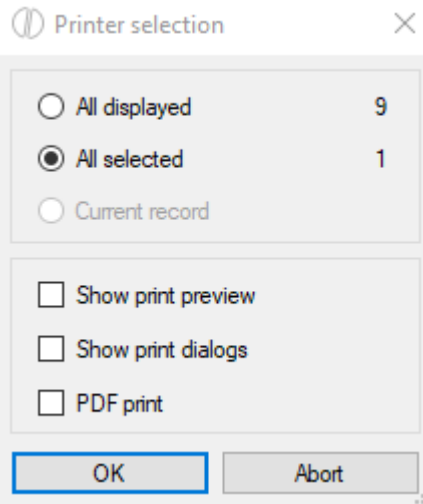 Printer selection
All displayed 9
All selected 1
Current record
Show print preview
Show print dialogs
PDF print
OK Abort